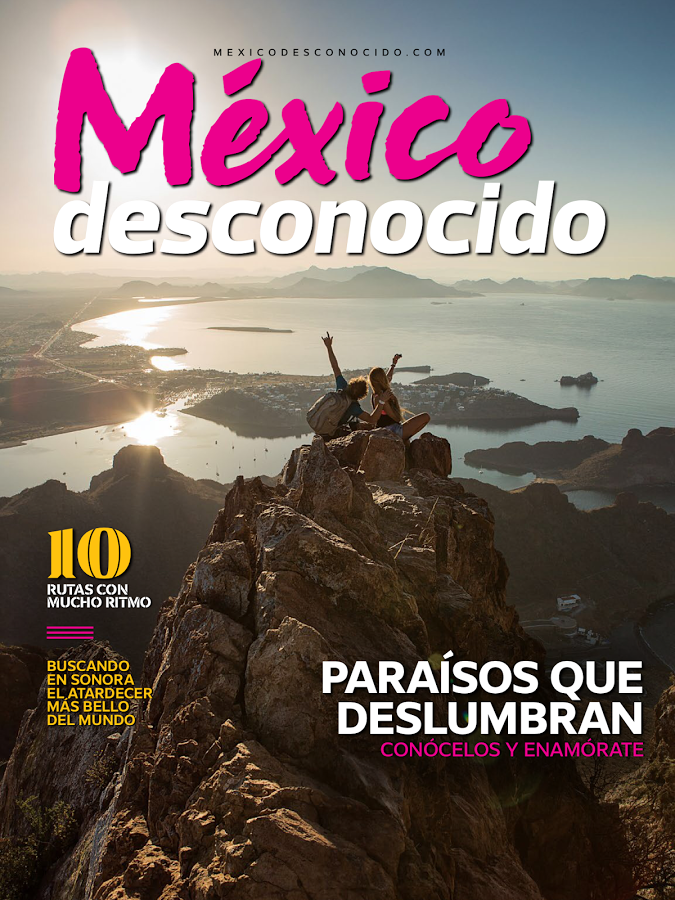 MEXICODESCONOCIDO.COM
México
desconocido
10
RUTAS CON
MUCHO RITMO
BUSCANDO
EN SONORA
EL ATARDECER
MÁS BELLO
DEL MUNDO
PARAÍSOS QUE
DESLUMBRAN
CONÓCELOS Y ENAMÓRATE